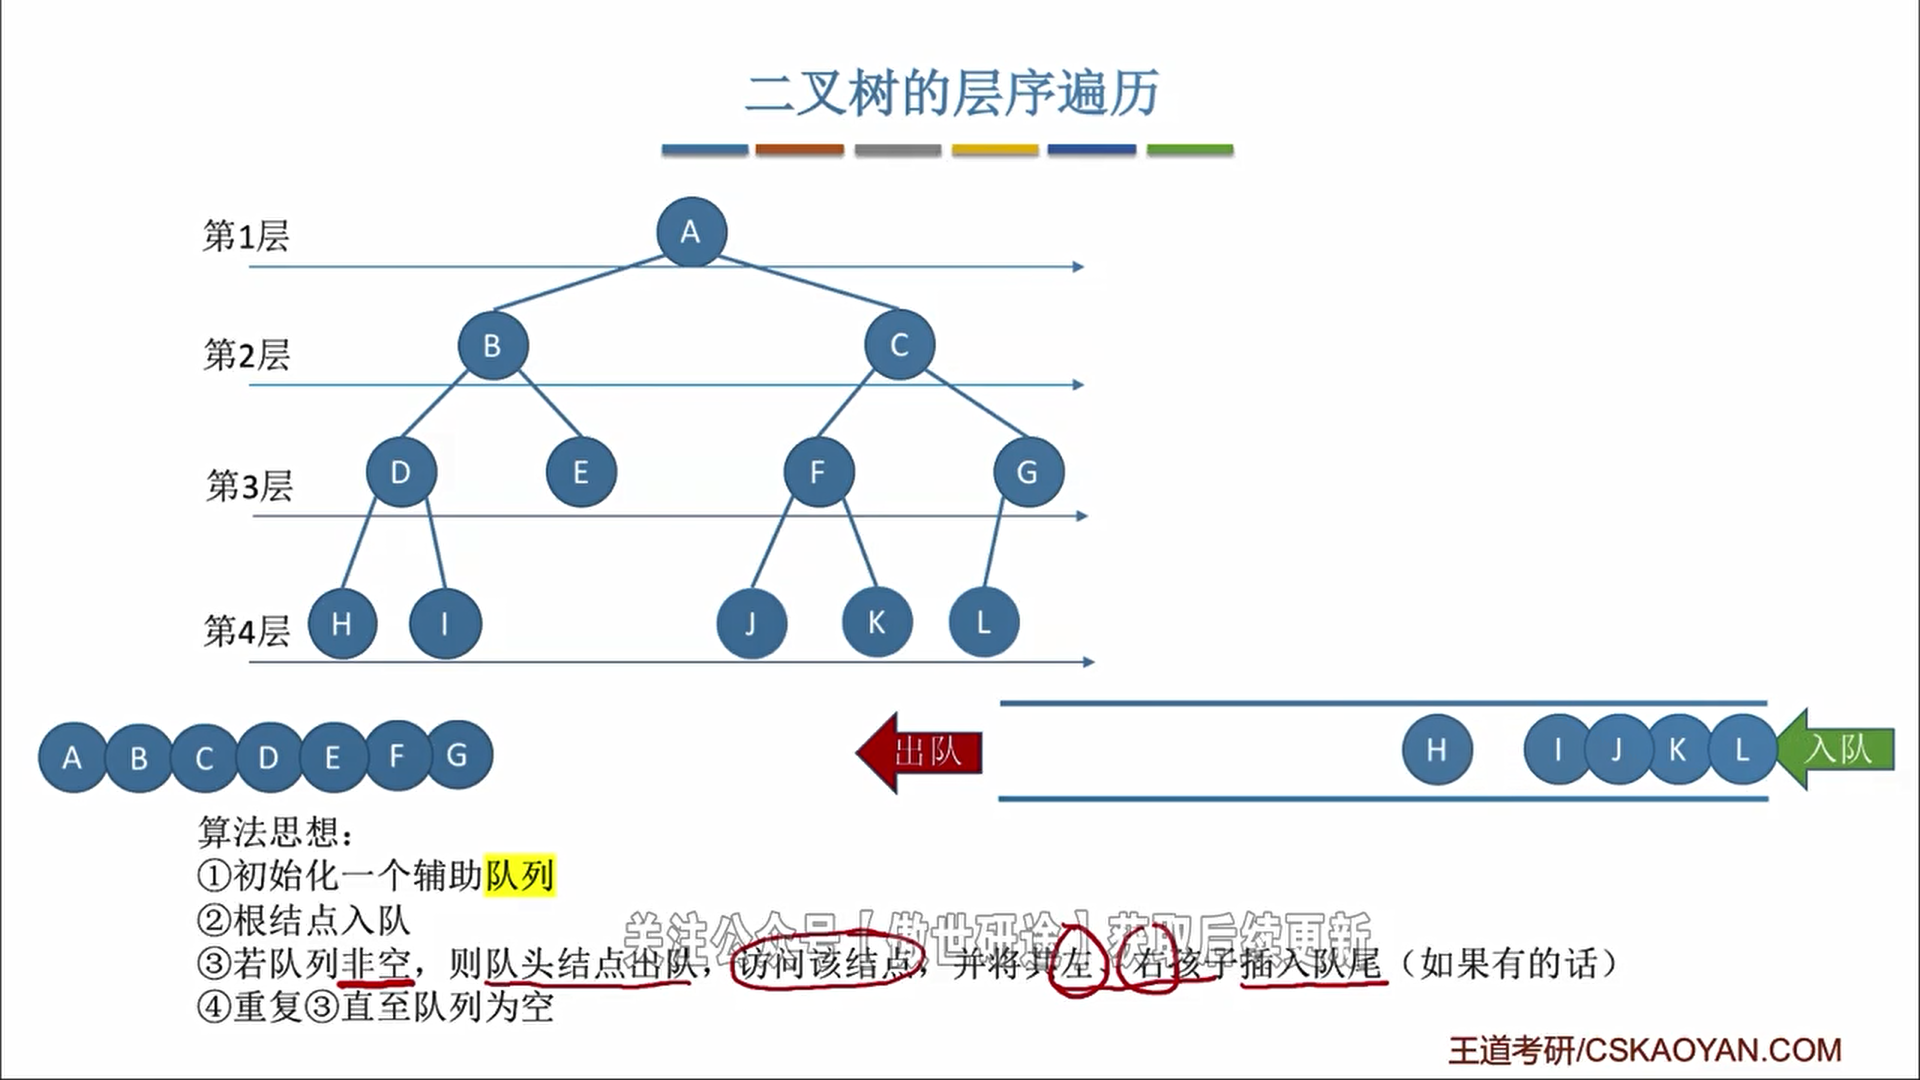 二叉树的层序遍历
第1层
A
第2层
B C
第3层
D E F G
第4层
H I J K L
A B C D E F G
出队
H I J K L
入队
算法思想：
①初始化一个辅助队列
②根结点入队
关注公众号【傲世研途】获取后续更新
③若队列非空，则队头结点出队，访问该结点，并将其左、右孩子插入队尾（如果有的话）
④重复③直至队列为空
王道考研/CSKAOYAN.COM